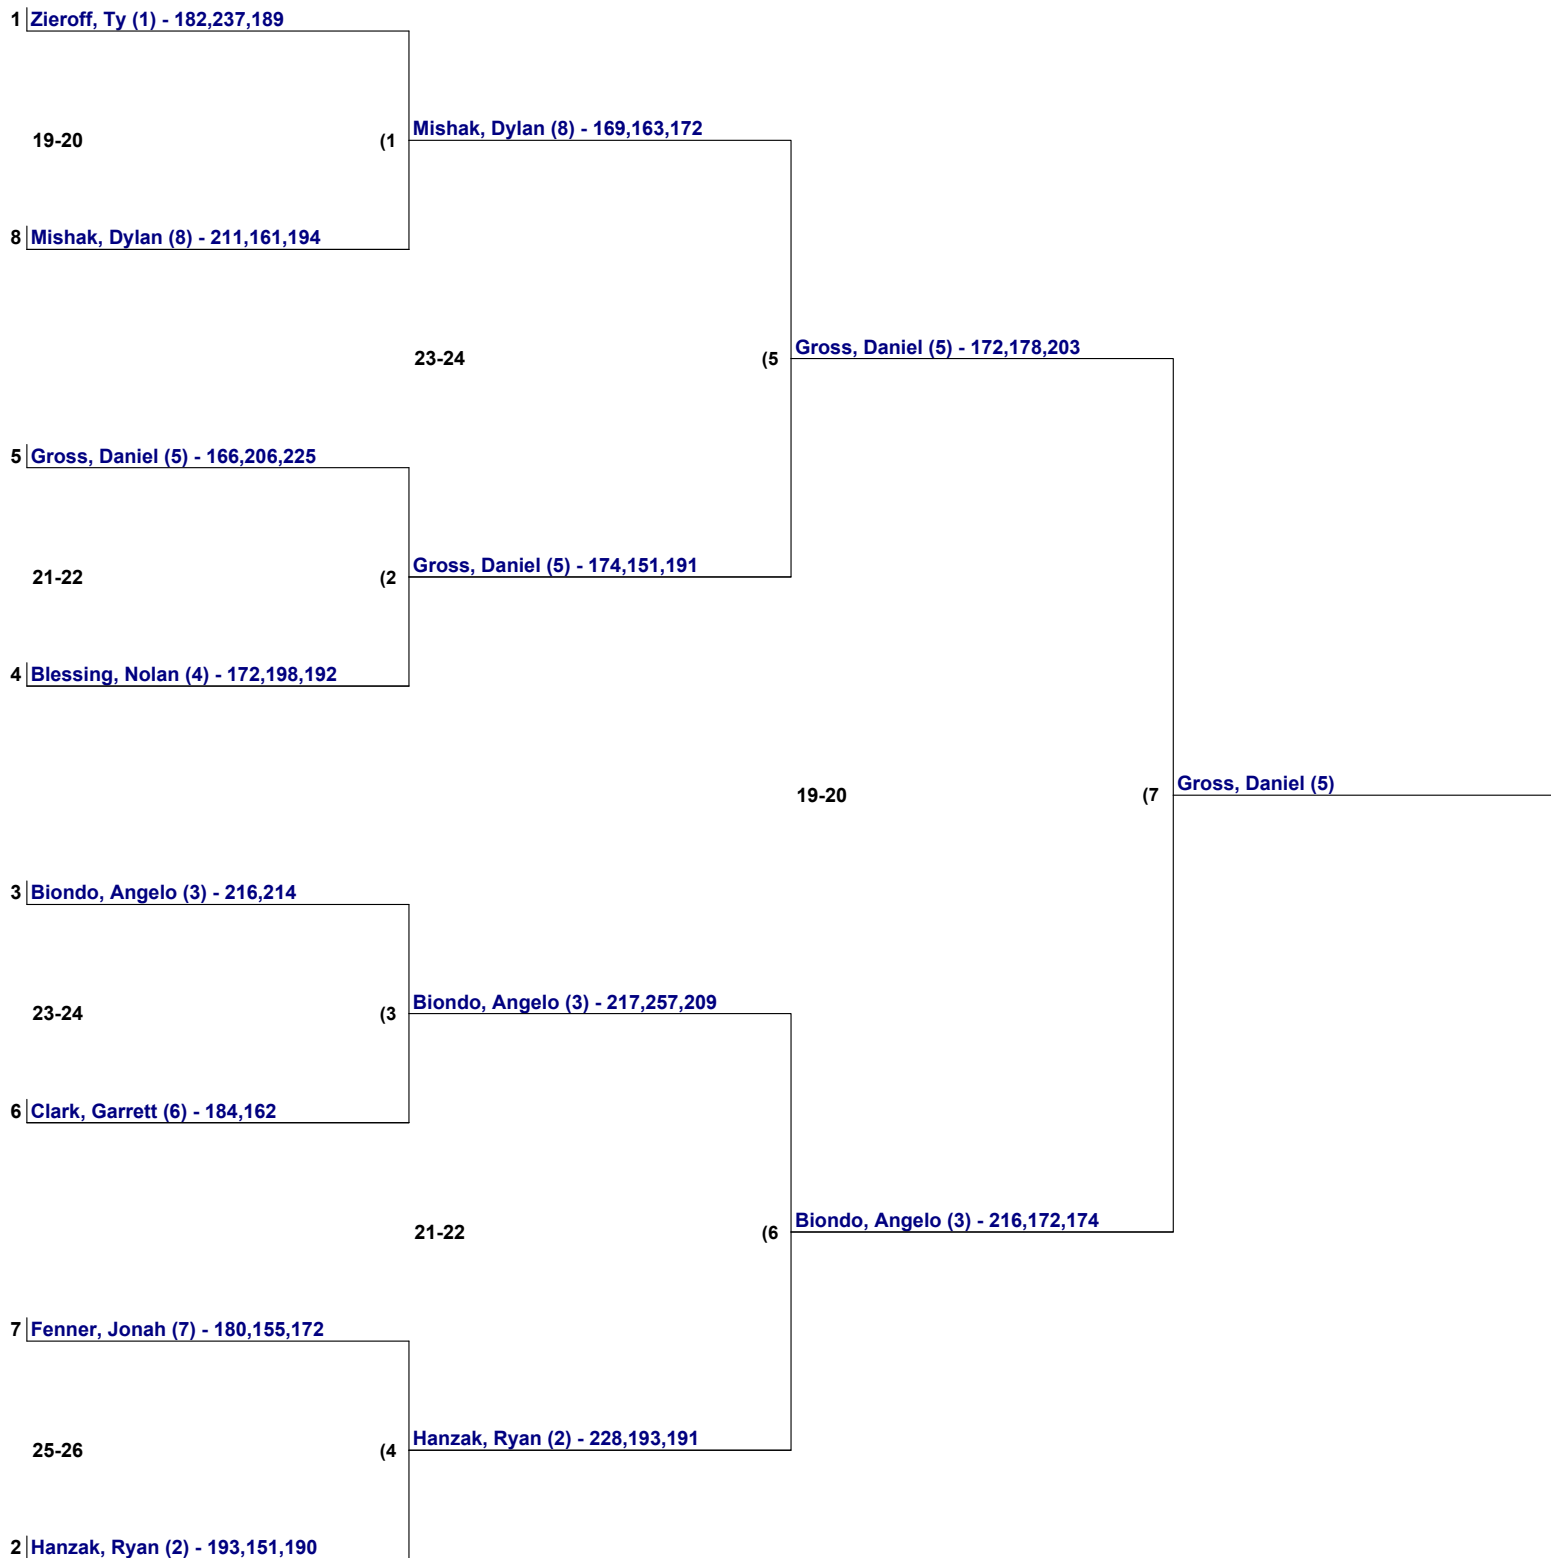 1 Zieroff, Ty (1) - 182,237,189
19-20 (1 Mishak, Dylan (8) - 169,163,172
8 Mishak, Dylan (8) - 211,161,194
23-24 (5 Gross, Daniel (5) - 172,178,203
5 Gross, Daniel (5) - 166,206,225
21-22 (2 Gross, Daniel (5) - 174,151,191
4 Blessing, Nolan (4) - 172,198,192
19-20 (7 Gross, Daniel (5)
3 Biondo, Angelo (3) - 216,214
23-24 (3 Biondo, Angelo (3) - 217,257,209
6 Clark, Garrett (6) - 184,162
21-22 (6 Biondo, Angelo (3) - 216,172,174
7 Fenner, Jonah (7) - 180,155,172
25-26 (4 Hanzak, Ryan (2) - 228,193,191
2 Hanzak, Ryan (2) - 193,151,190